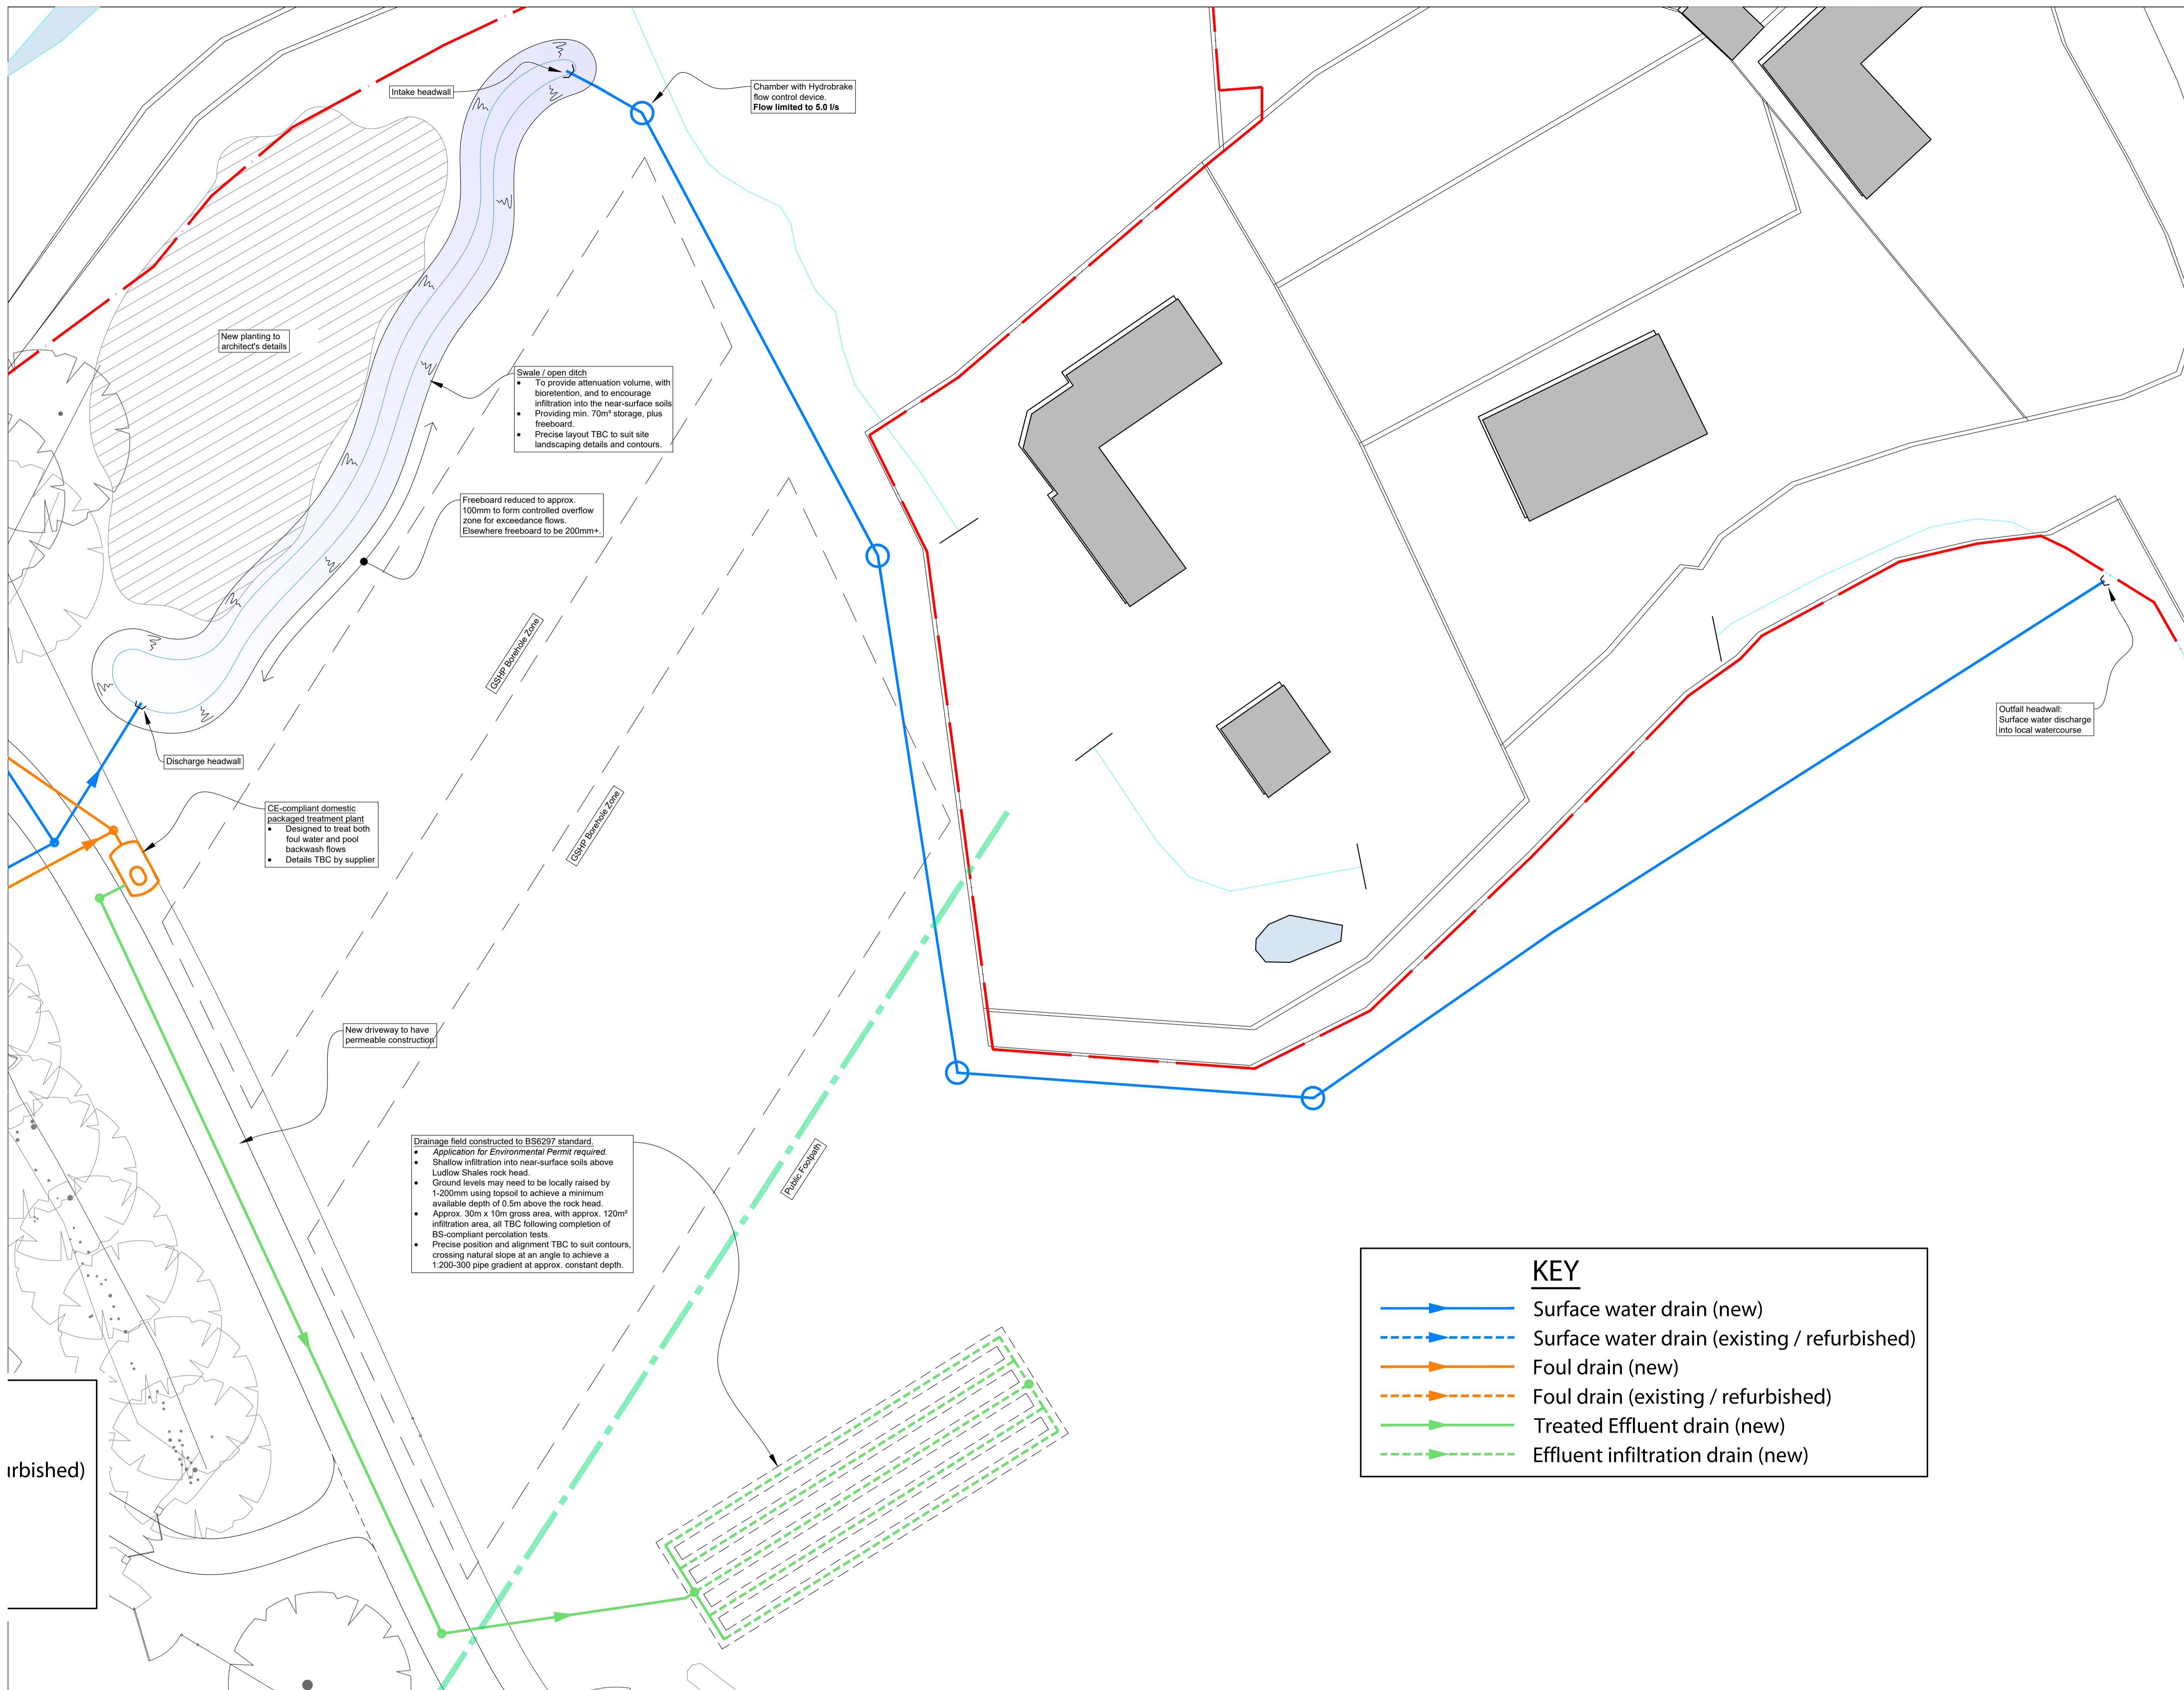 Intake headwall
Chamber with Hydrobrake
flow control device.
Flow limited to 5.0 l/s
New planting to
architect's details
Swale / open ditch
• To provide attenuation volume, with
bioretention, and to encourage
infiltration into the near-surface soils
• Providing min. 70m³ storage, plus
freeboard.
• Precise layout TBC to suit site
landscaping details and contours.
Freeboard reduced to approx.
100mm to form controlled overflow
zone for exceedance flows.
Elsewhere freeboard to be 200mm+.
GSHP Borehole Zone
Outfall headwall:
Surface water discharge
into local watercourse
Discharge headwall
CE-compliant domestic
packaged treatment plant
• Designed to treat both
foul water and pool
backwash flows
• Details TBC by supplier
GSHP Borehole Zone
New driveway to have
permeable construction
Drainage field constructed to BS6297 standard.
• Application for Environmental Permit required.
• Shallow infiltration into near-surface soils above
Ludlow Shales rock head.
• Ground levels may need to be locally raised by
1-200mm using topsoil to achieve a minimum
available depth of 0.5m above the rock head.
• Approx. 30m x 10m gross area, with approx. 120m²
infiltration area, all TBC following completion of
BS-compliant percolation tests.
• Precise position and alignment TBC to suit contours,
crossing natural slope at an angle to achieve a
1:200-300 pipe gradient at approx. constant depth.
Public Footpath
KEY
Surface water drain (new)
Surface water drain (existing / refurbished)
Foul drain (new)
Foul drain (existing / refurbished)
Treated Effluent drain (new)
Effluent infiltration drain (new)
urbished)